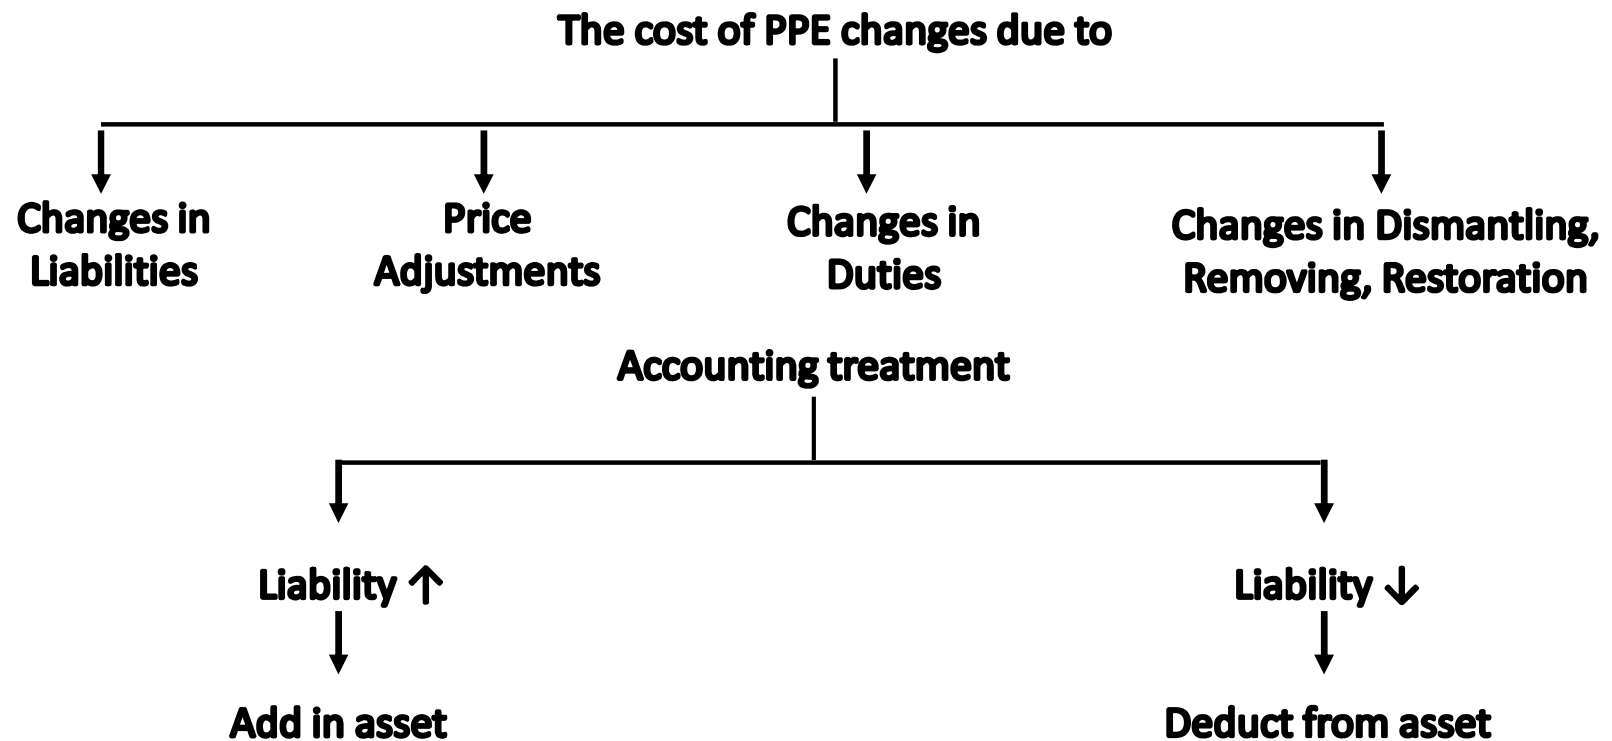 The cost of PPE changes due to
Changes in
Liabilities
Price
Adjustments
Changes in
Duties
Changes in Dismantling,
Removing, Restoration
Accounting treatment
Liability ↑
Liability ↓
Add in asset
Deduct from asset